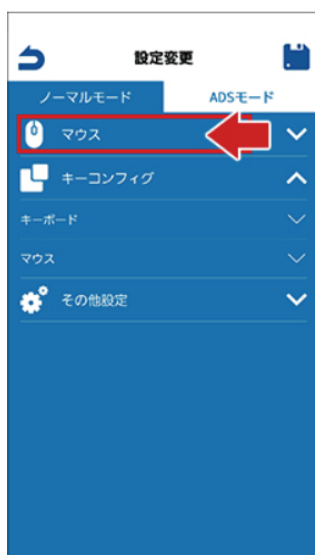 設定変更
ノーマルモード
ADSモード
マウス
キーコンフィグ
キーボード
マウス
その他設定